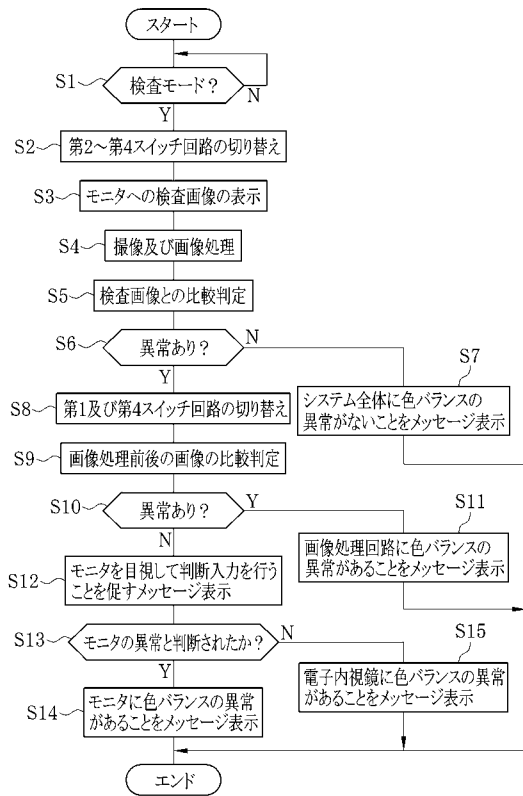 スタート
S1
検査モード?
N
Y
S2
第2~第4スイッチ回路の切り替え
S3
モニタへの検査画像の表示
S4
撮像及び画像処理
S5
検査画像との比較判定
S6
異常あり?
N
Y
S7
システム全体に色バランスの
異常がないことをメッセージ表示
S8
第1及び第4スイッチ回路の切り替え
S9
画像処理前後の画像の比較判定
S10
異常あり?
Y
N
S11
画像処理回路に色バランスの
異常があることをメッセージ表示
S12
モニタを目視して判断入力を行う
ことを促すメッセージ表示
S13
モニタの異常と判断されたか?
N
Y
S15
電子内視鏡に色バランスの異常
があることをメッセージ表示
S14
モニタに色バランスの異常
があることをメッセージ表示
エンド